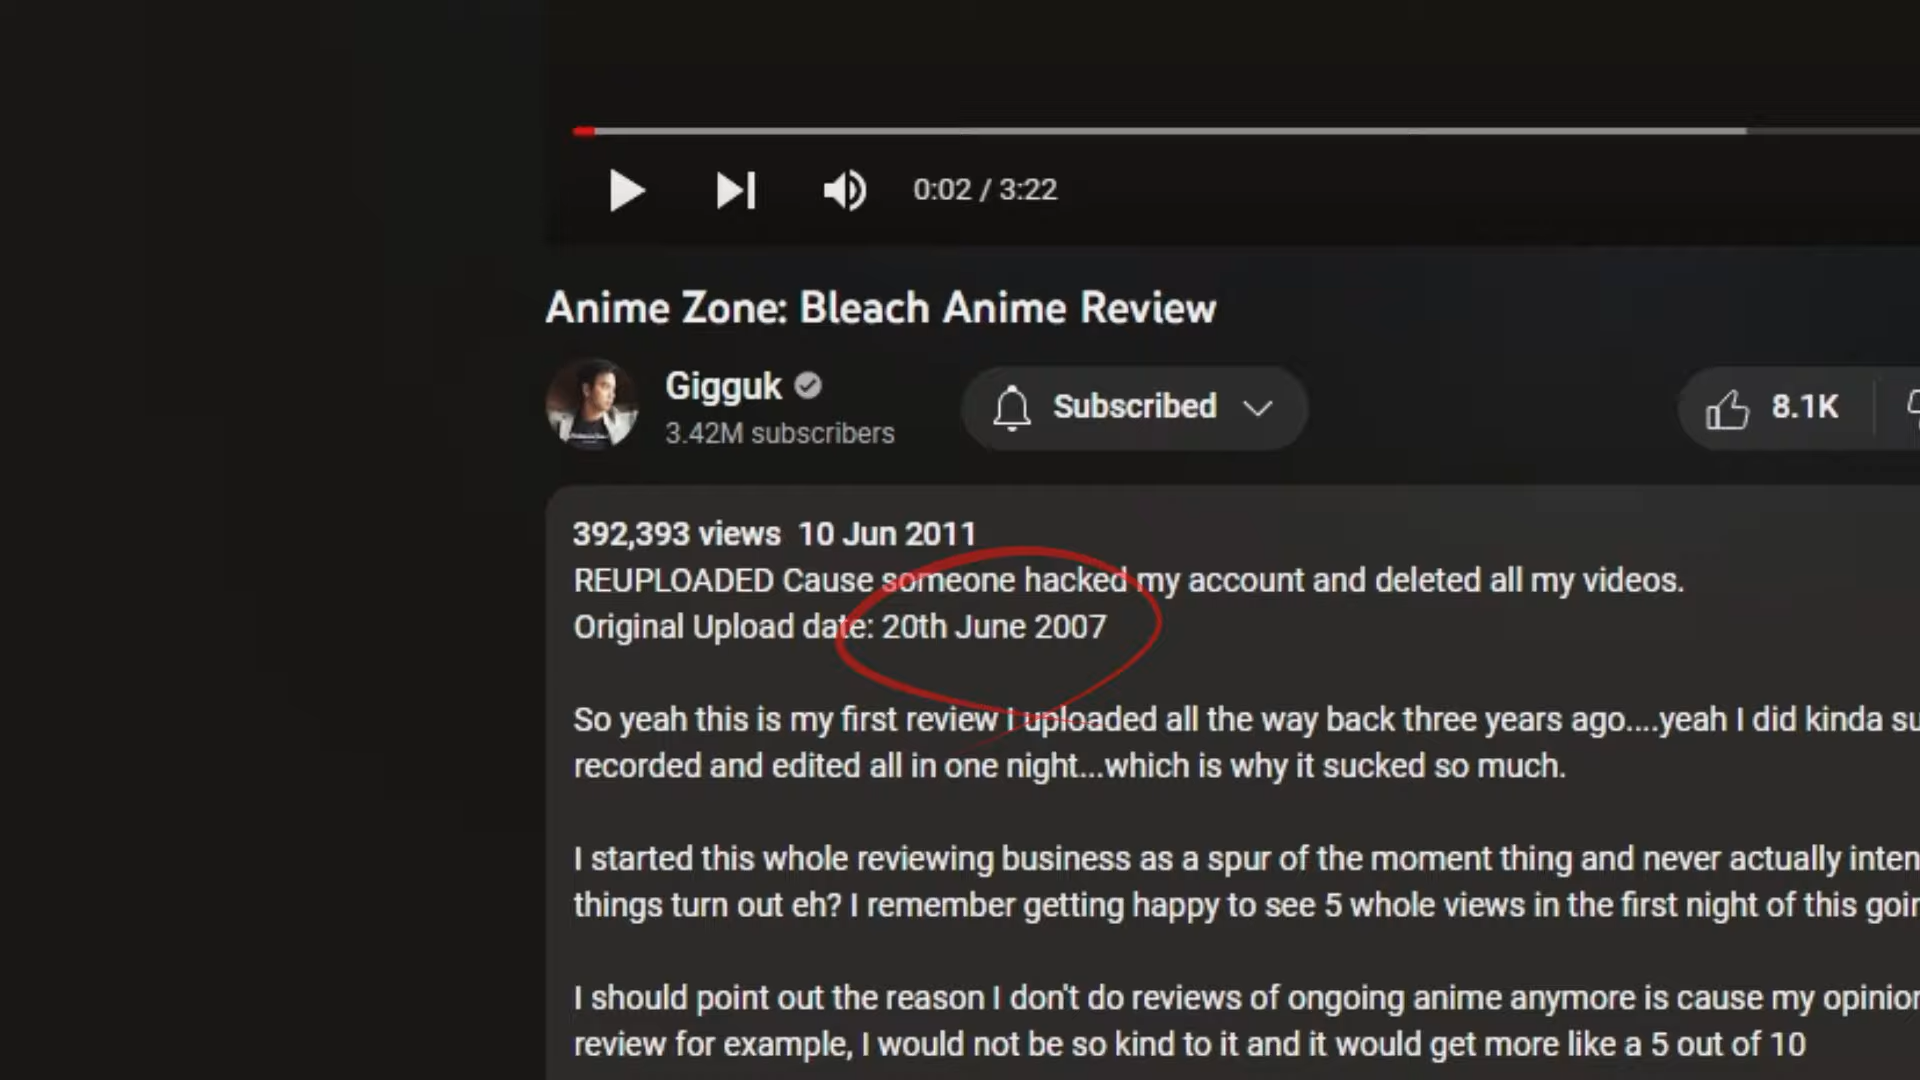 0:02 / 3:22
Anime Zone: Bleach Anime Review
Gigguk
3.42M subscribers
Subscribed
8.1K
392,393 views 10 Jun 2011
REUPLOADED Cause someone hacked my account and deleted all my videos.
Original Upload date: 20th June 2007
So yeah this is my first review I uploaded all the way back three years ago....yeah I did kinda su
recorded and edited all in one night...which is why it sucked so much.
I started this whole reviewing business as a spur of the moment thing and never actually inten
things turn out eh? I remember getting happy to see 5 whole views in the first night of this goin
I should point out the reason I don't do reviews of ongoing anime anymore is cause my opinion
review for example, I would not be so kind to it and it would get more like a 5 out of 10